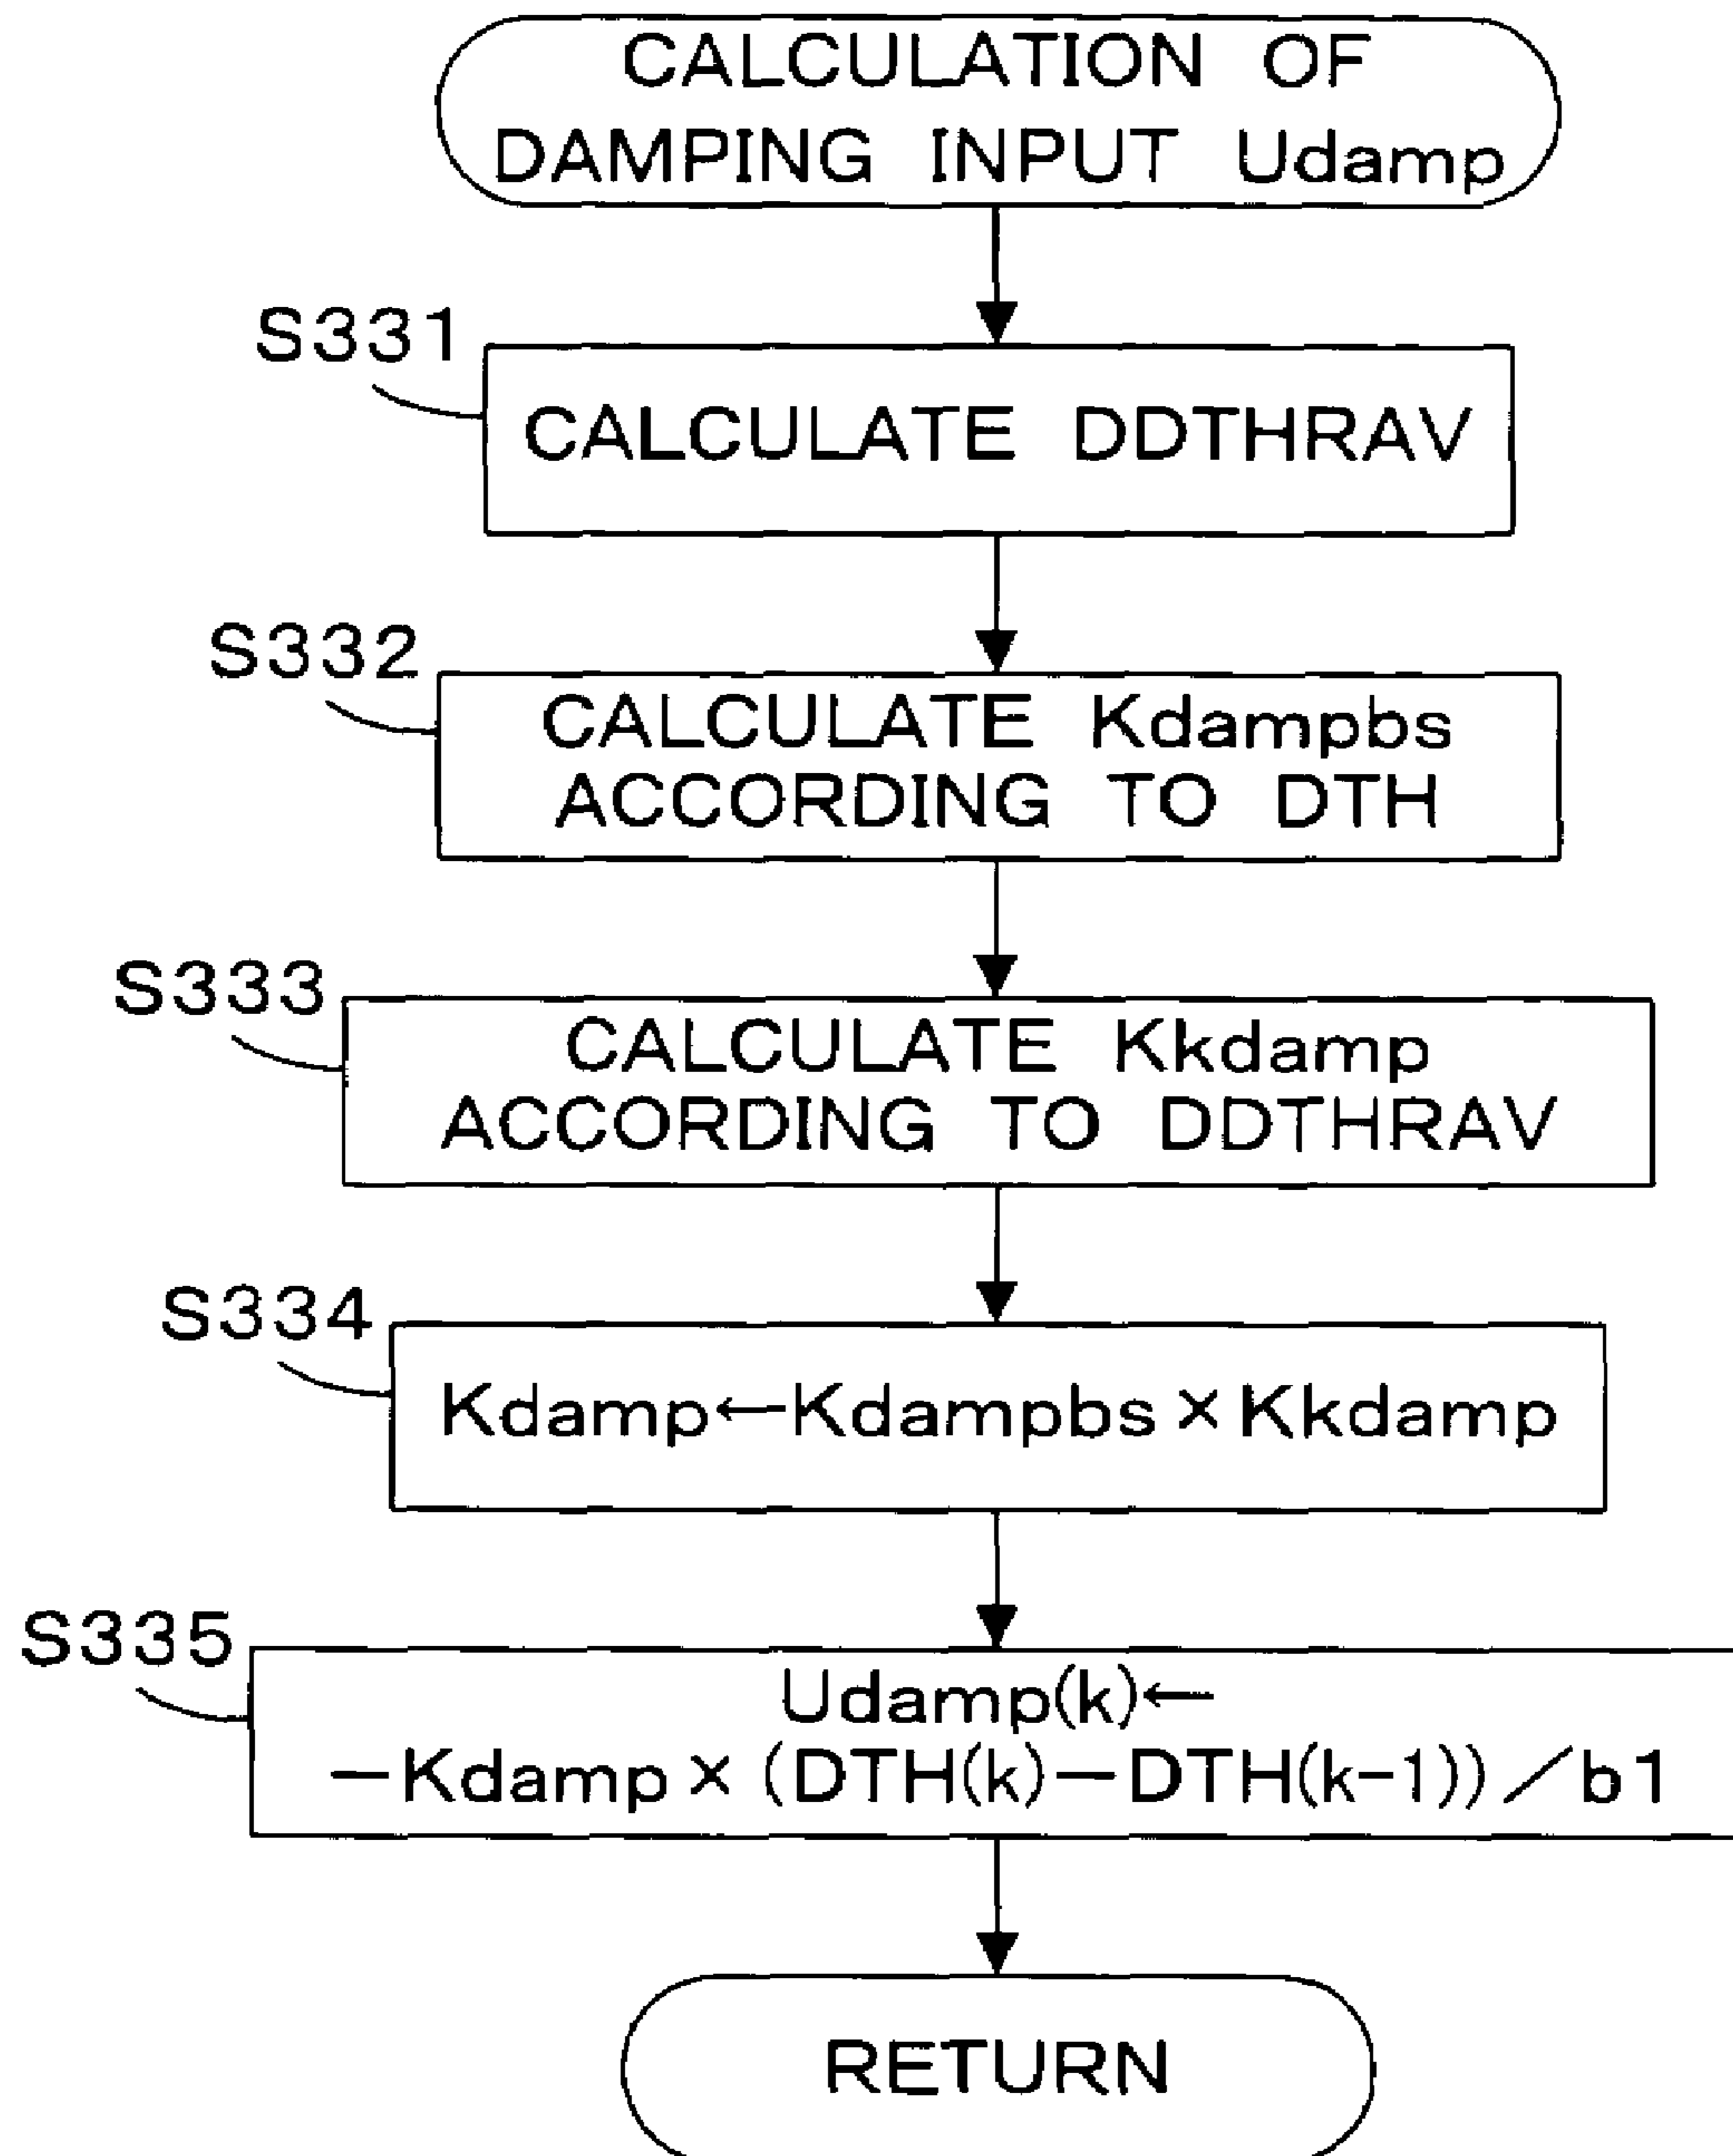 CALCULATION OF
DAMPING INPUT Udamp
S331
CALCULATE DDTHRAV
S332
CALCULATE Kdampbs
ACCORDING TO DTH
S333
CALCULATE Kkdamp
ACCORDING TO DDTHRAV
S334
Kdamp←Kdampbs×Kkdamp
S335
Udamp(k)←
−Kdamp×(DTH(k)−DTH(k−1))/b1
RETURN